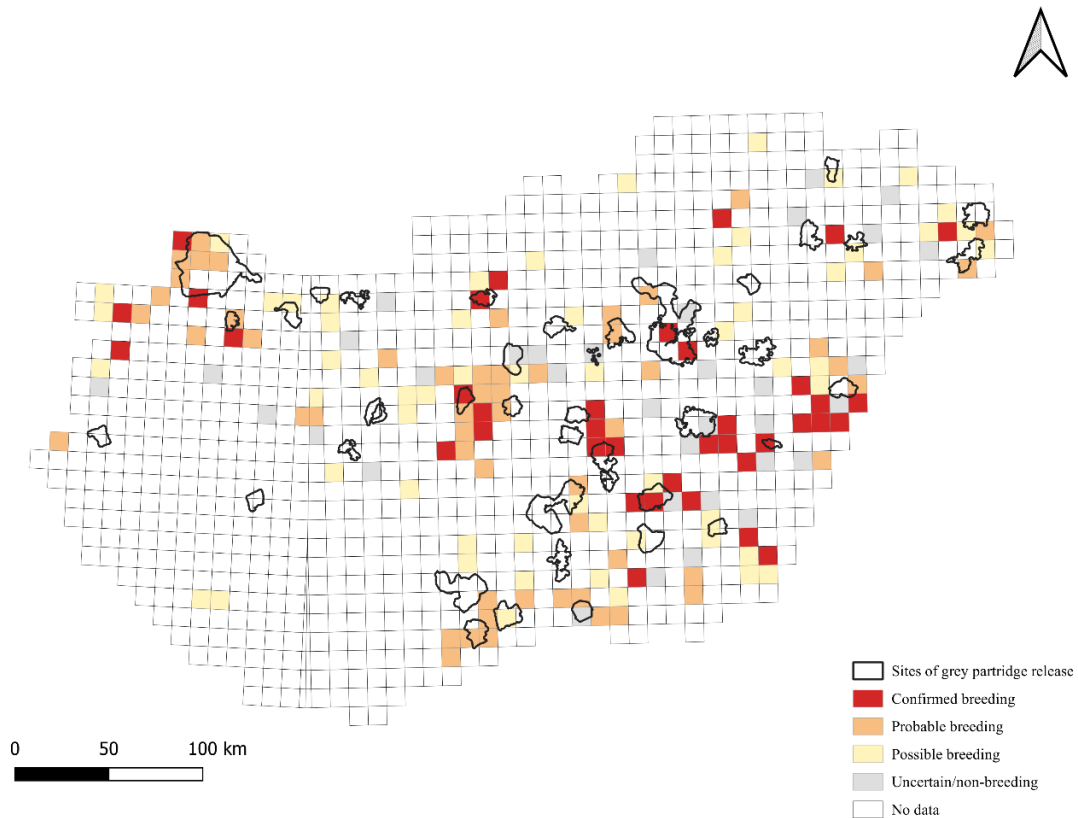 Sites of grey partridge release
Confirmed breeding
Probable breeding
Possible breeding
Uncertain/non-breeding
No data
0 50 100 km